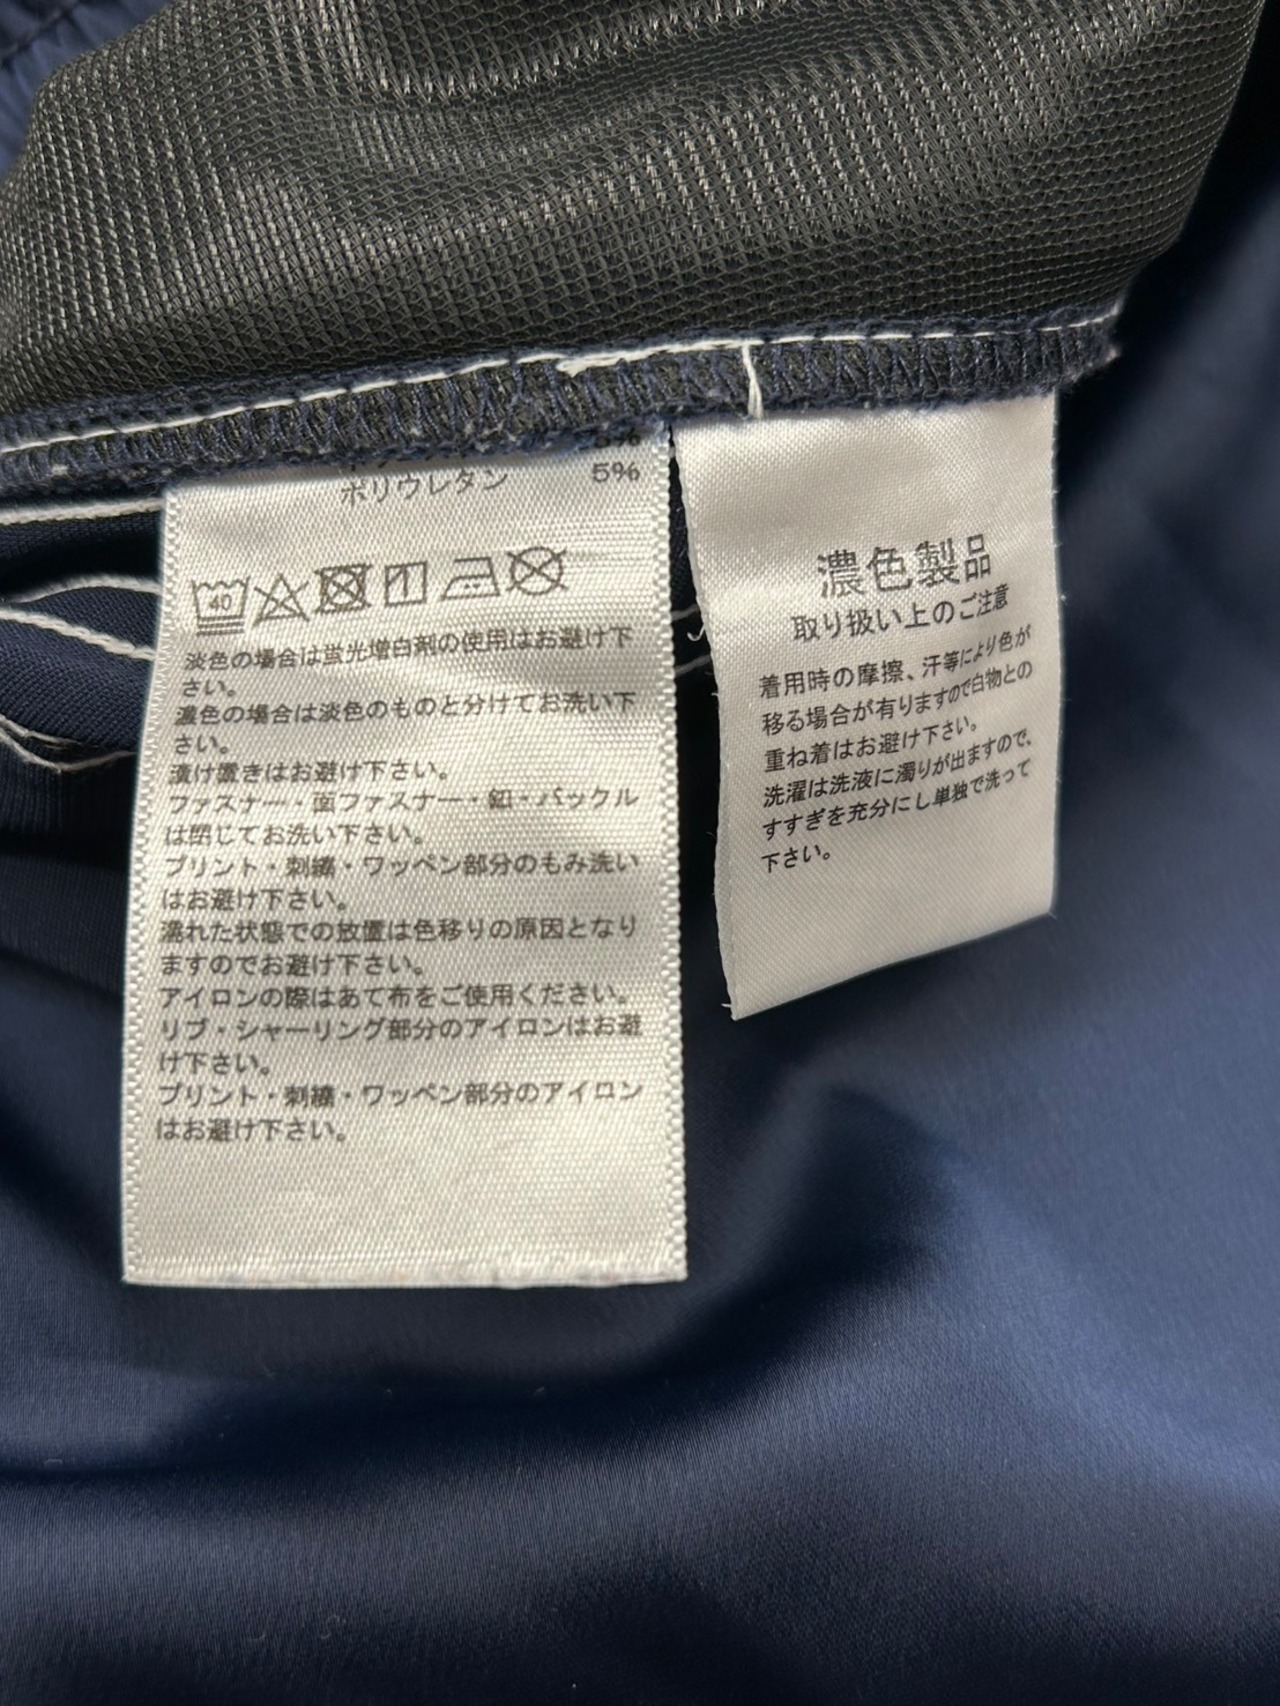 ポリウレタン 5%
40
淡色の場合は蛍光増白剤の使用はお避け下
さい。
濃色の場合は淡色のものと分けてお洗い下
さい。
漬け置きはお避け下さい。
ファスナー・面ファスナー・釦・バックル
は閉じてお洗い下さい。
プリント・刺繍・ワッペン部分のもみ洗い
はお避け下さい。
濡れた状態での放置は色移りの原因となり
ますのでお避け下さい。
アイロンの際はあて布をご使用ください。
リブ・シャーリング部分のアイロンはお避
け下さい。
プリント・刺繍・ワッペン部分のアイロン
はお避け下さい。
濃色製品
取り扱い上のご注意
着用時の摩擦、汗等により色が
移る場合が有りますので白物との
重ね着はお避け下さい。
洗濯は洗液に濁りが出ますので、
すすぎを充分にし単独で洗って
下さい。